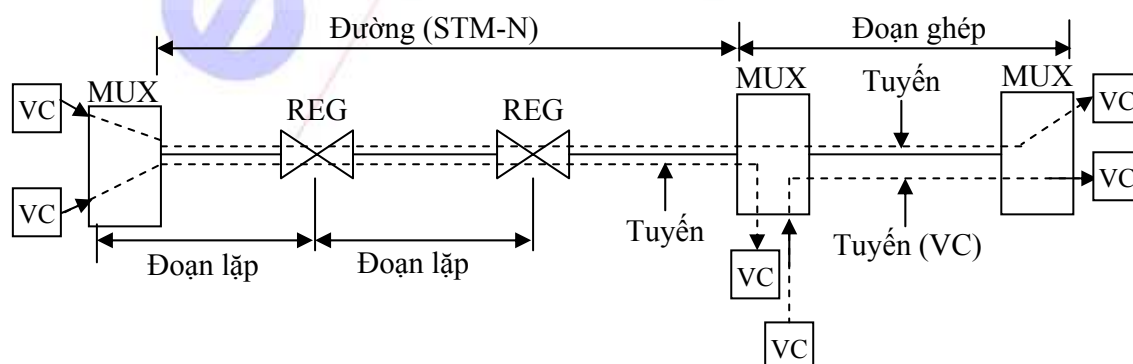 Đường (STM-N)
Đoạn ghép
MUX
REG
REG
MUX
Tuyến
MUX
VC
VC
VC
VC
Tuyến
Tuyến (VC)
Đoạn lặp
Đoạn lặp
VC
VC